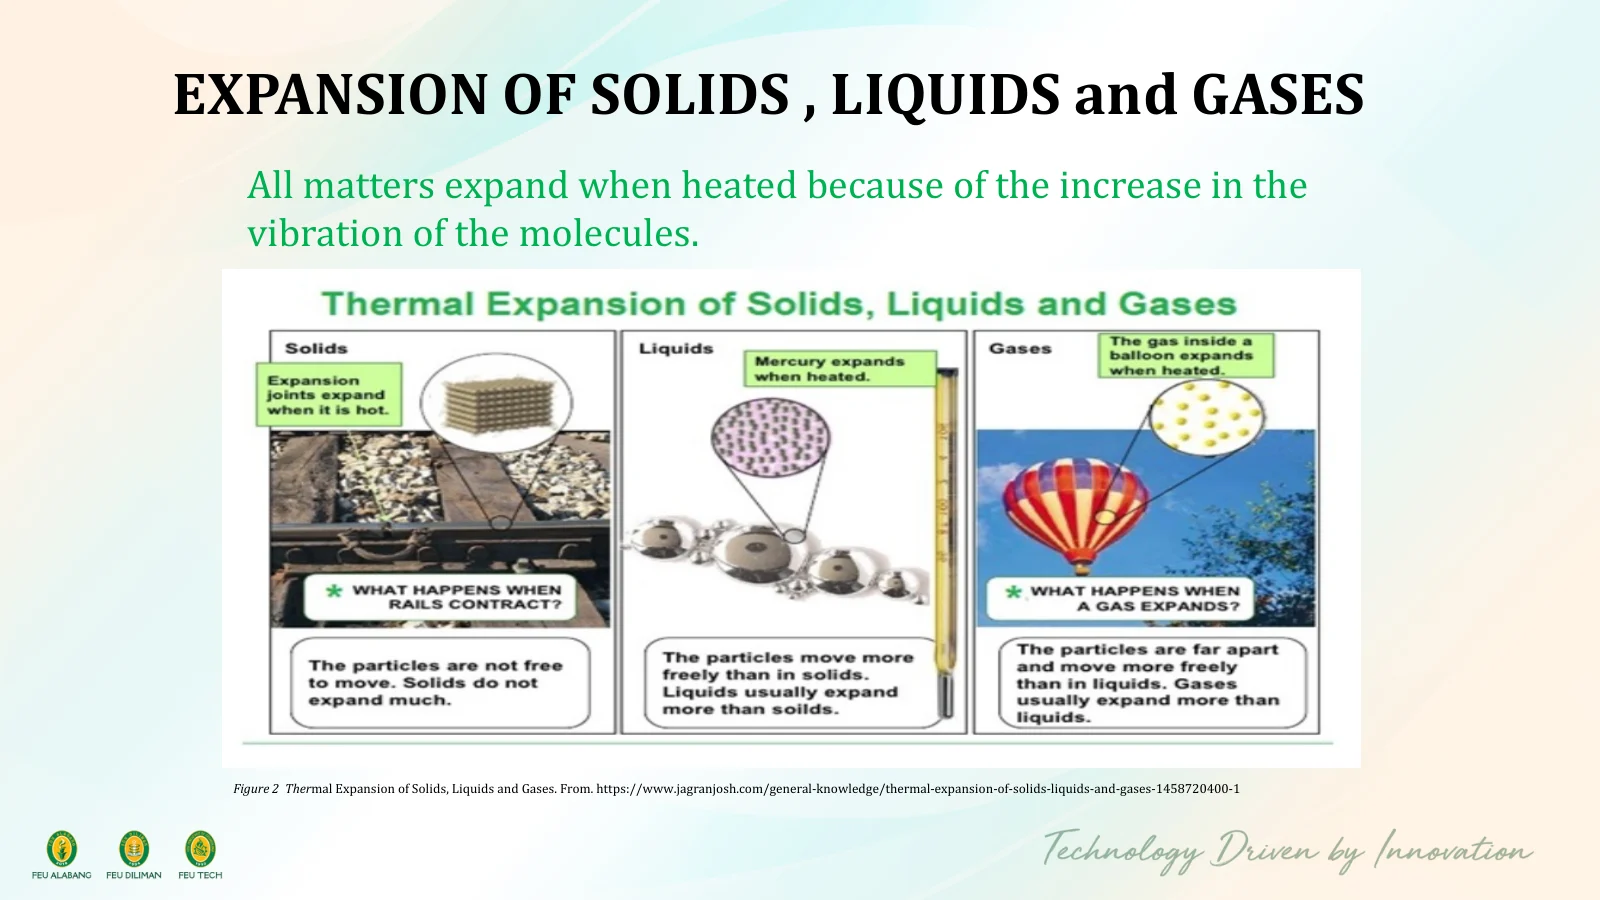 EXPANSION OF SOLIDS , LIQUIDS and GASES
All matters expand when heated because of the increase in the
vibration of the molecules.
Thermal Expansion of Solids, Liquids and Gases
Solids
Expansion
joints expand
when it is hot.
* WHAT HAPPENS WHEN
RAILS CONTRACT?
The particles are not free
to move. Solids do not
expand much.
Liquids
Mercury expands
when heated.
The particles move more
freely than in solids.
Liquids usually expand
more than soilds.
Gases
The gas inside a
balloon expands
when heated.
* WHAT HAPPENS WHEN
A GAS EXPANDS?
The particles are far apart
and move more freely
than in liquids. Gases
usually expand more than
liquids.
Figure 2 Thermal Expansion of Solids, Liquids and Gases. From. https://www.jagranjosh.com/general-knowledge/thermal-expansion-of-solids-liquids-and-gases-1458720400-1
FEU ALABANG
FEU DILIMAN
FEU TECH
Technology Driven by Innovation